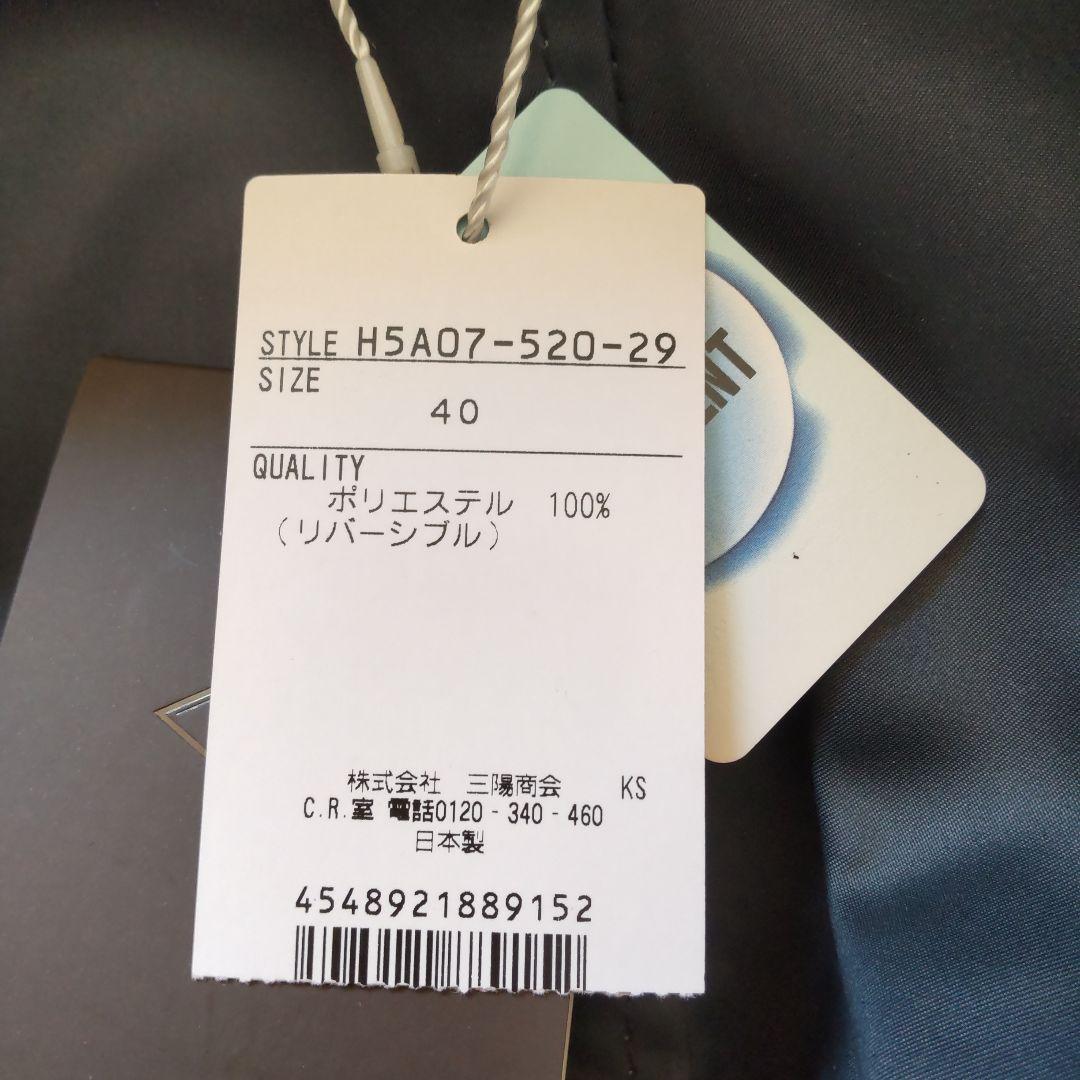 STYLE H5A07-520-29
SIZE
40
QUALITY
ポリエステル 100%
(リバーシブル)
株式会社 三陽商会 KS
C.R.室 電話0120-340-460
日本製
4548921889152